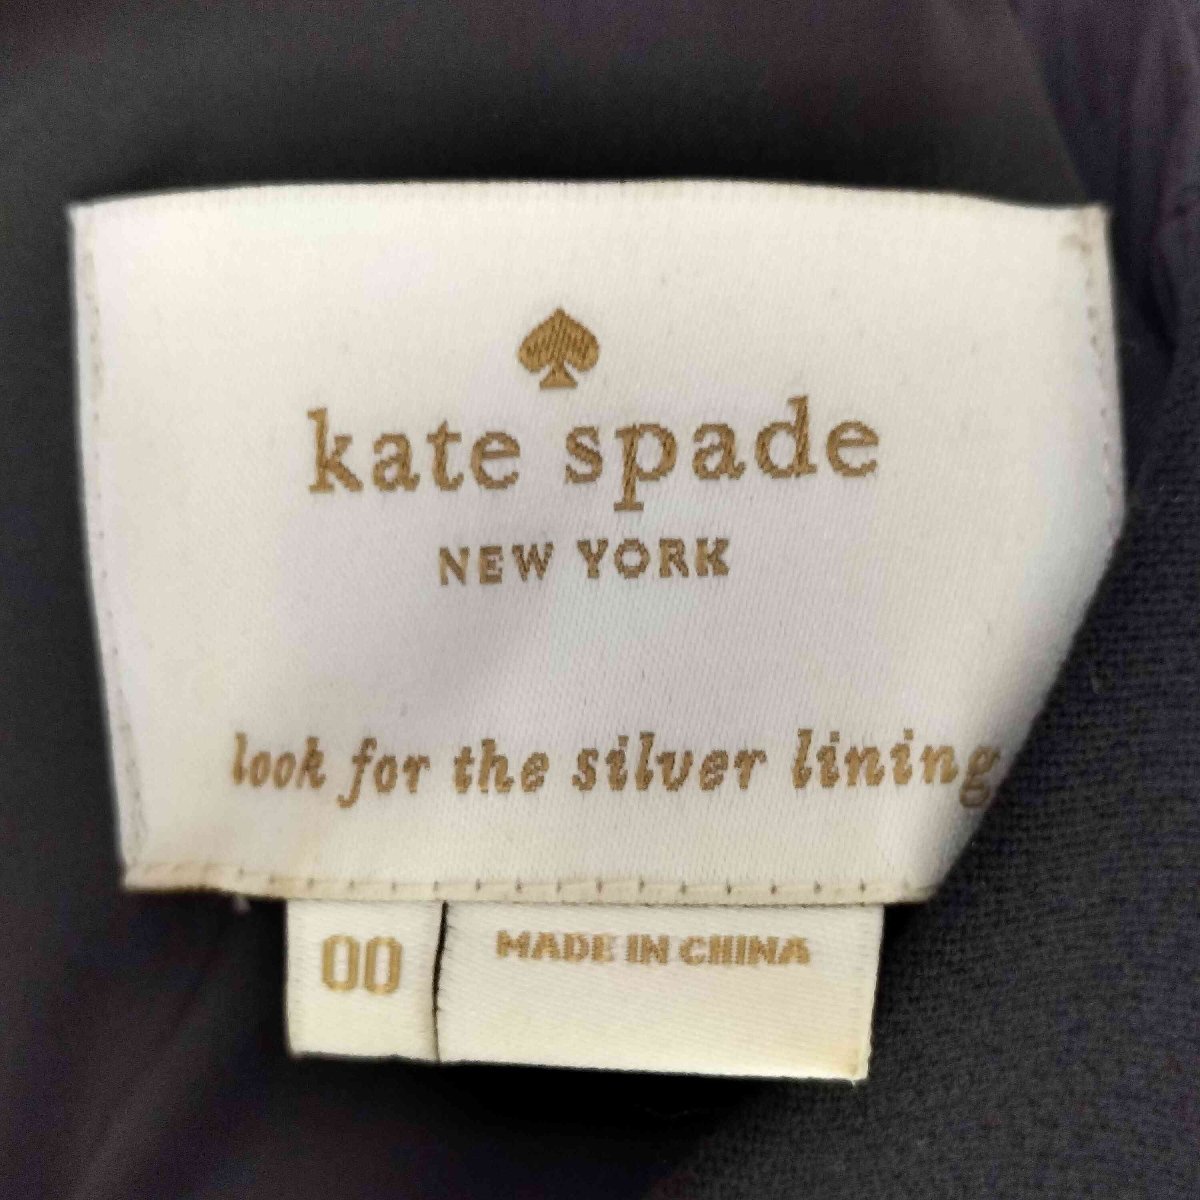 kate spade
NEW YORK
look for the silver lining
00
MADE IN CHINA